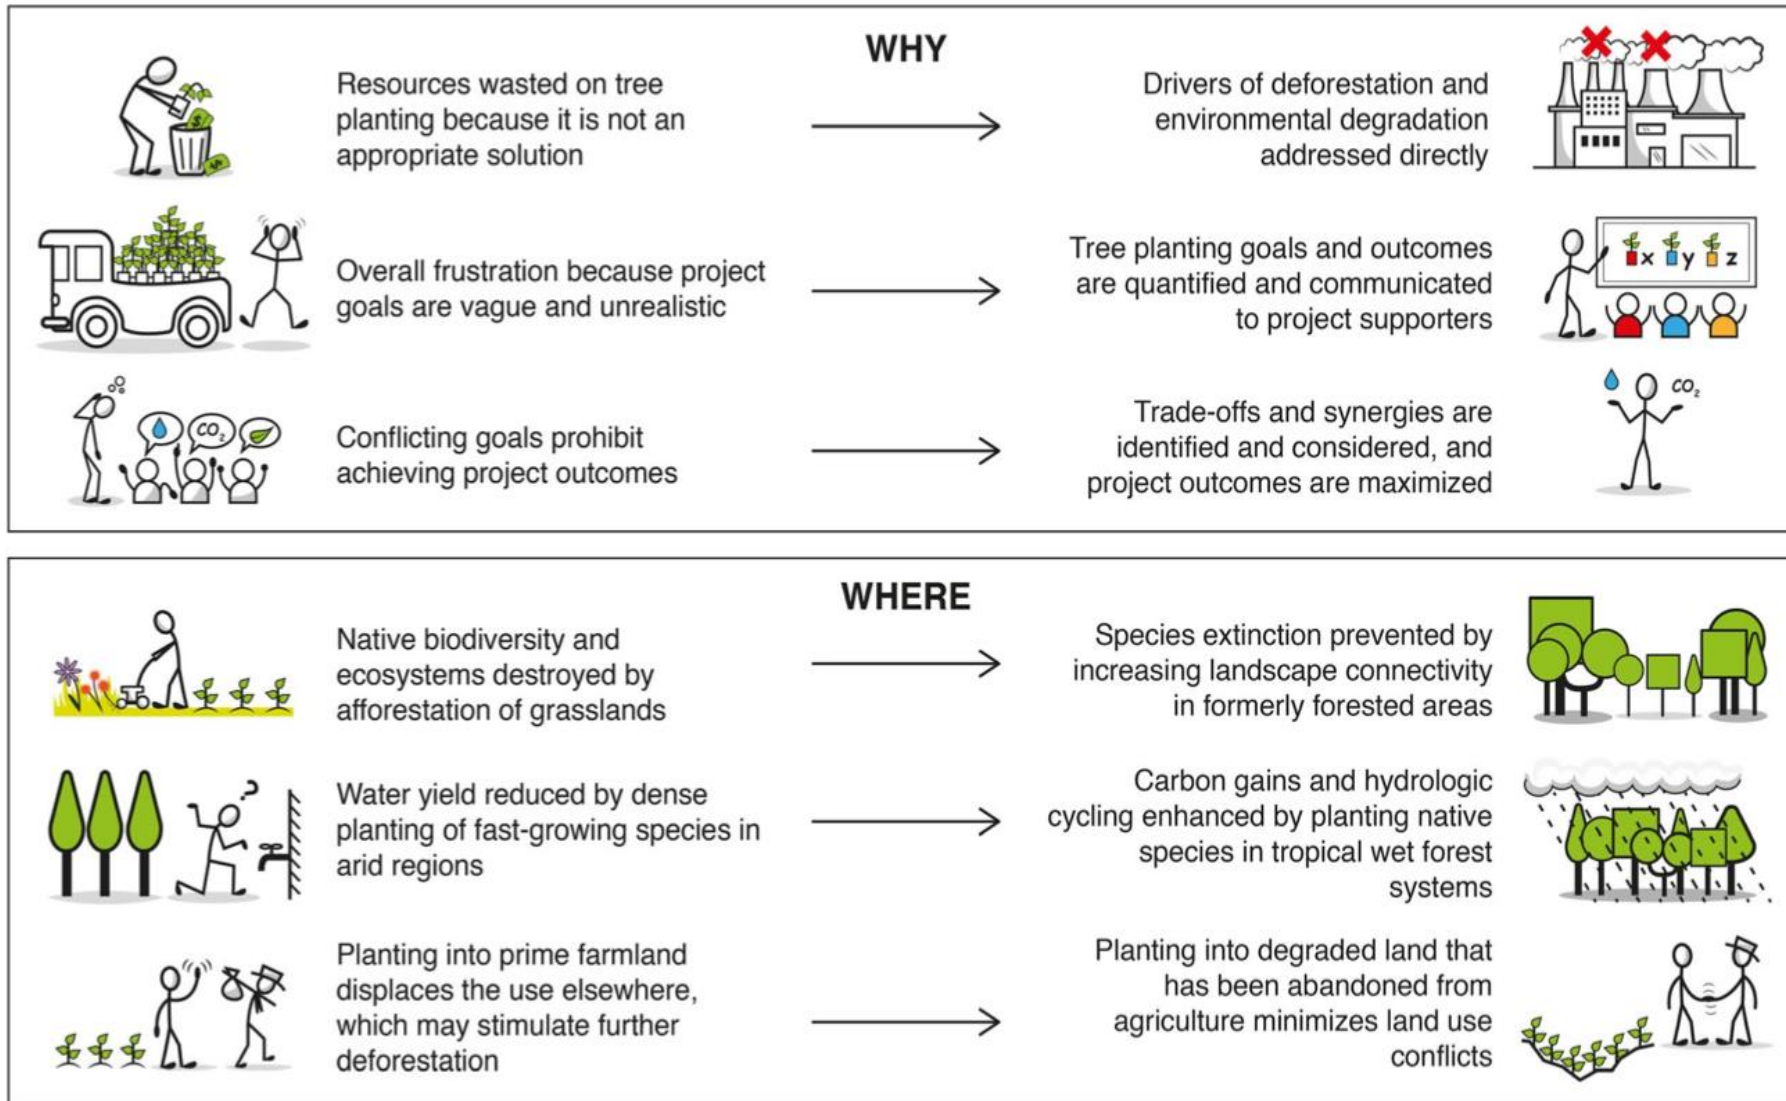 WHY
Resources wasted on tree
planting because it is not an
appropriate solution
Drivers of deforestation and
environmental degradation
addressed directly
$
$
Overall frustration because project
goals are vague and unrealistic
Tree planting goals and outcomes
are quantified and communicated
to project supporters
x y z
Conflicting goals prohibit
achieving project outcomes
CO₂
Trade-offs and synergies are
identified and considered, and
project outcomes are maximized
CO₂
WHERE
Native biodiversity and
ecosystems destroyed by
afforestation of grasslands
Species extinction prevented by
increasing landscape connectivity
in formerly forested areas
Water yield reduced by dense
planting of fast-growing species in
arid regions
?
Carbon gains and hydrologic
cycling enhanced by planting native
species in tropical wet forest
systems
Planting into prime farmland
displaces the use elsewhere,
which may stimulate further
deforestation
Planting into degraded land that
has been abandoned from
agriculture minimizes land use
conflicts